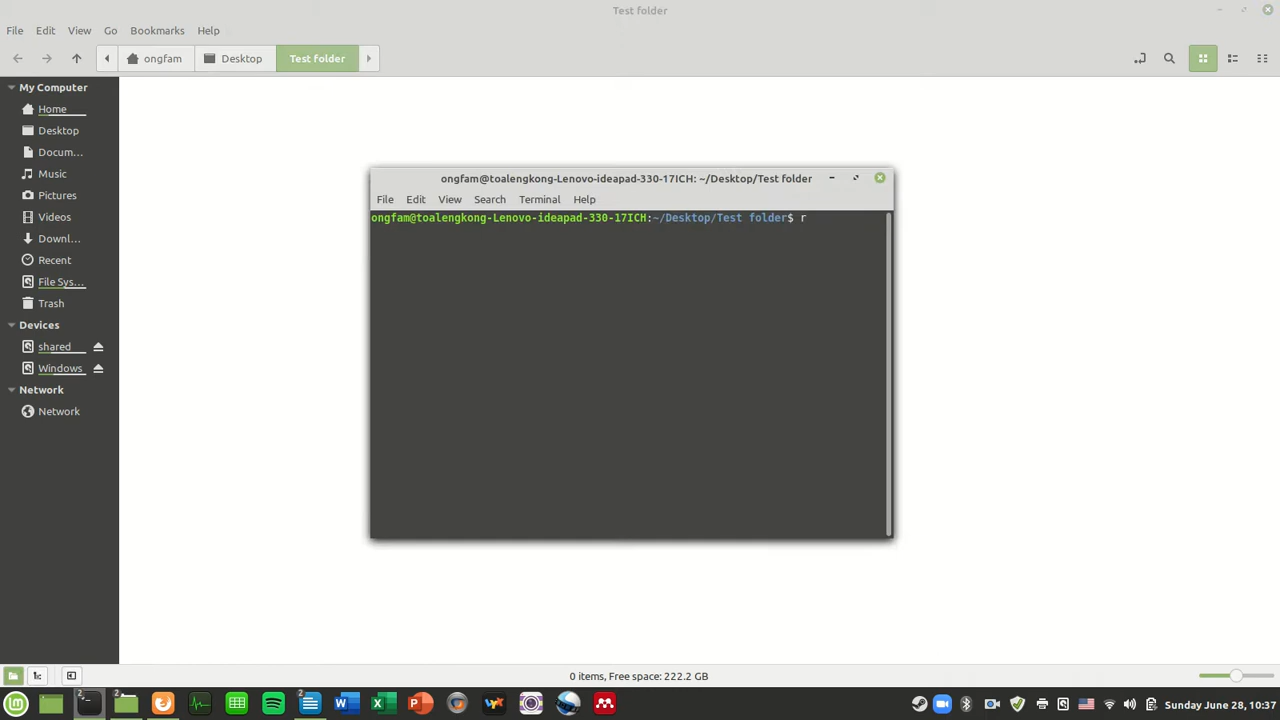 Test folder
File Edit View Go Bookmarks Help
ongfam Desktop Test folder
My Computer
Home
Desktop
Docum...
Music
Pictures
Videos
Downl...
Recent
File Sys...
Trash
Devices
shared
Windows
Network
Network
ongfam@toalengkong-Lenovo-ideapad-330-17ICH: ~/Desktop/Test folder
File Edit View Search Terminal Help
ongfam@toalengkong-Lenovo-ideapad-330-17ICH:~/Desktop/Test folder$ r
0 items, Free space: 222.2 GB
2 2 2 Sunday June 28, 10:37